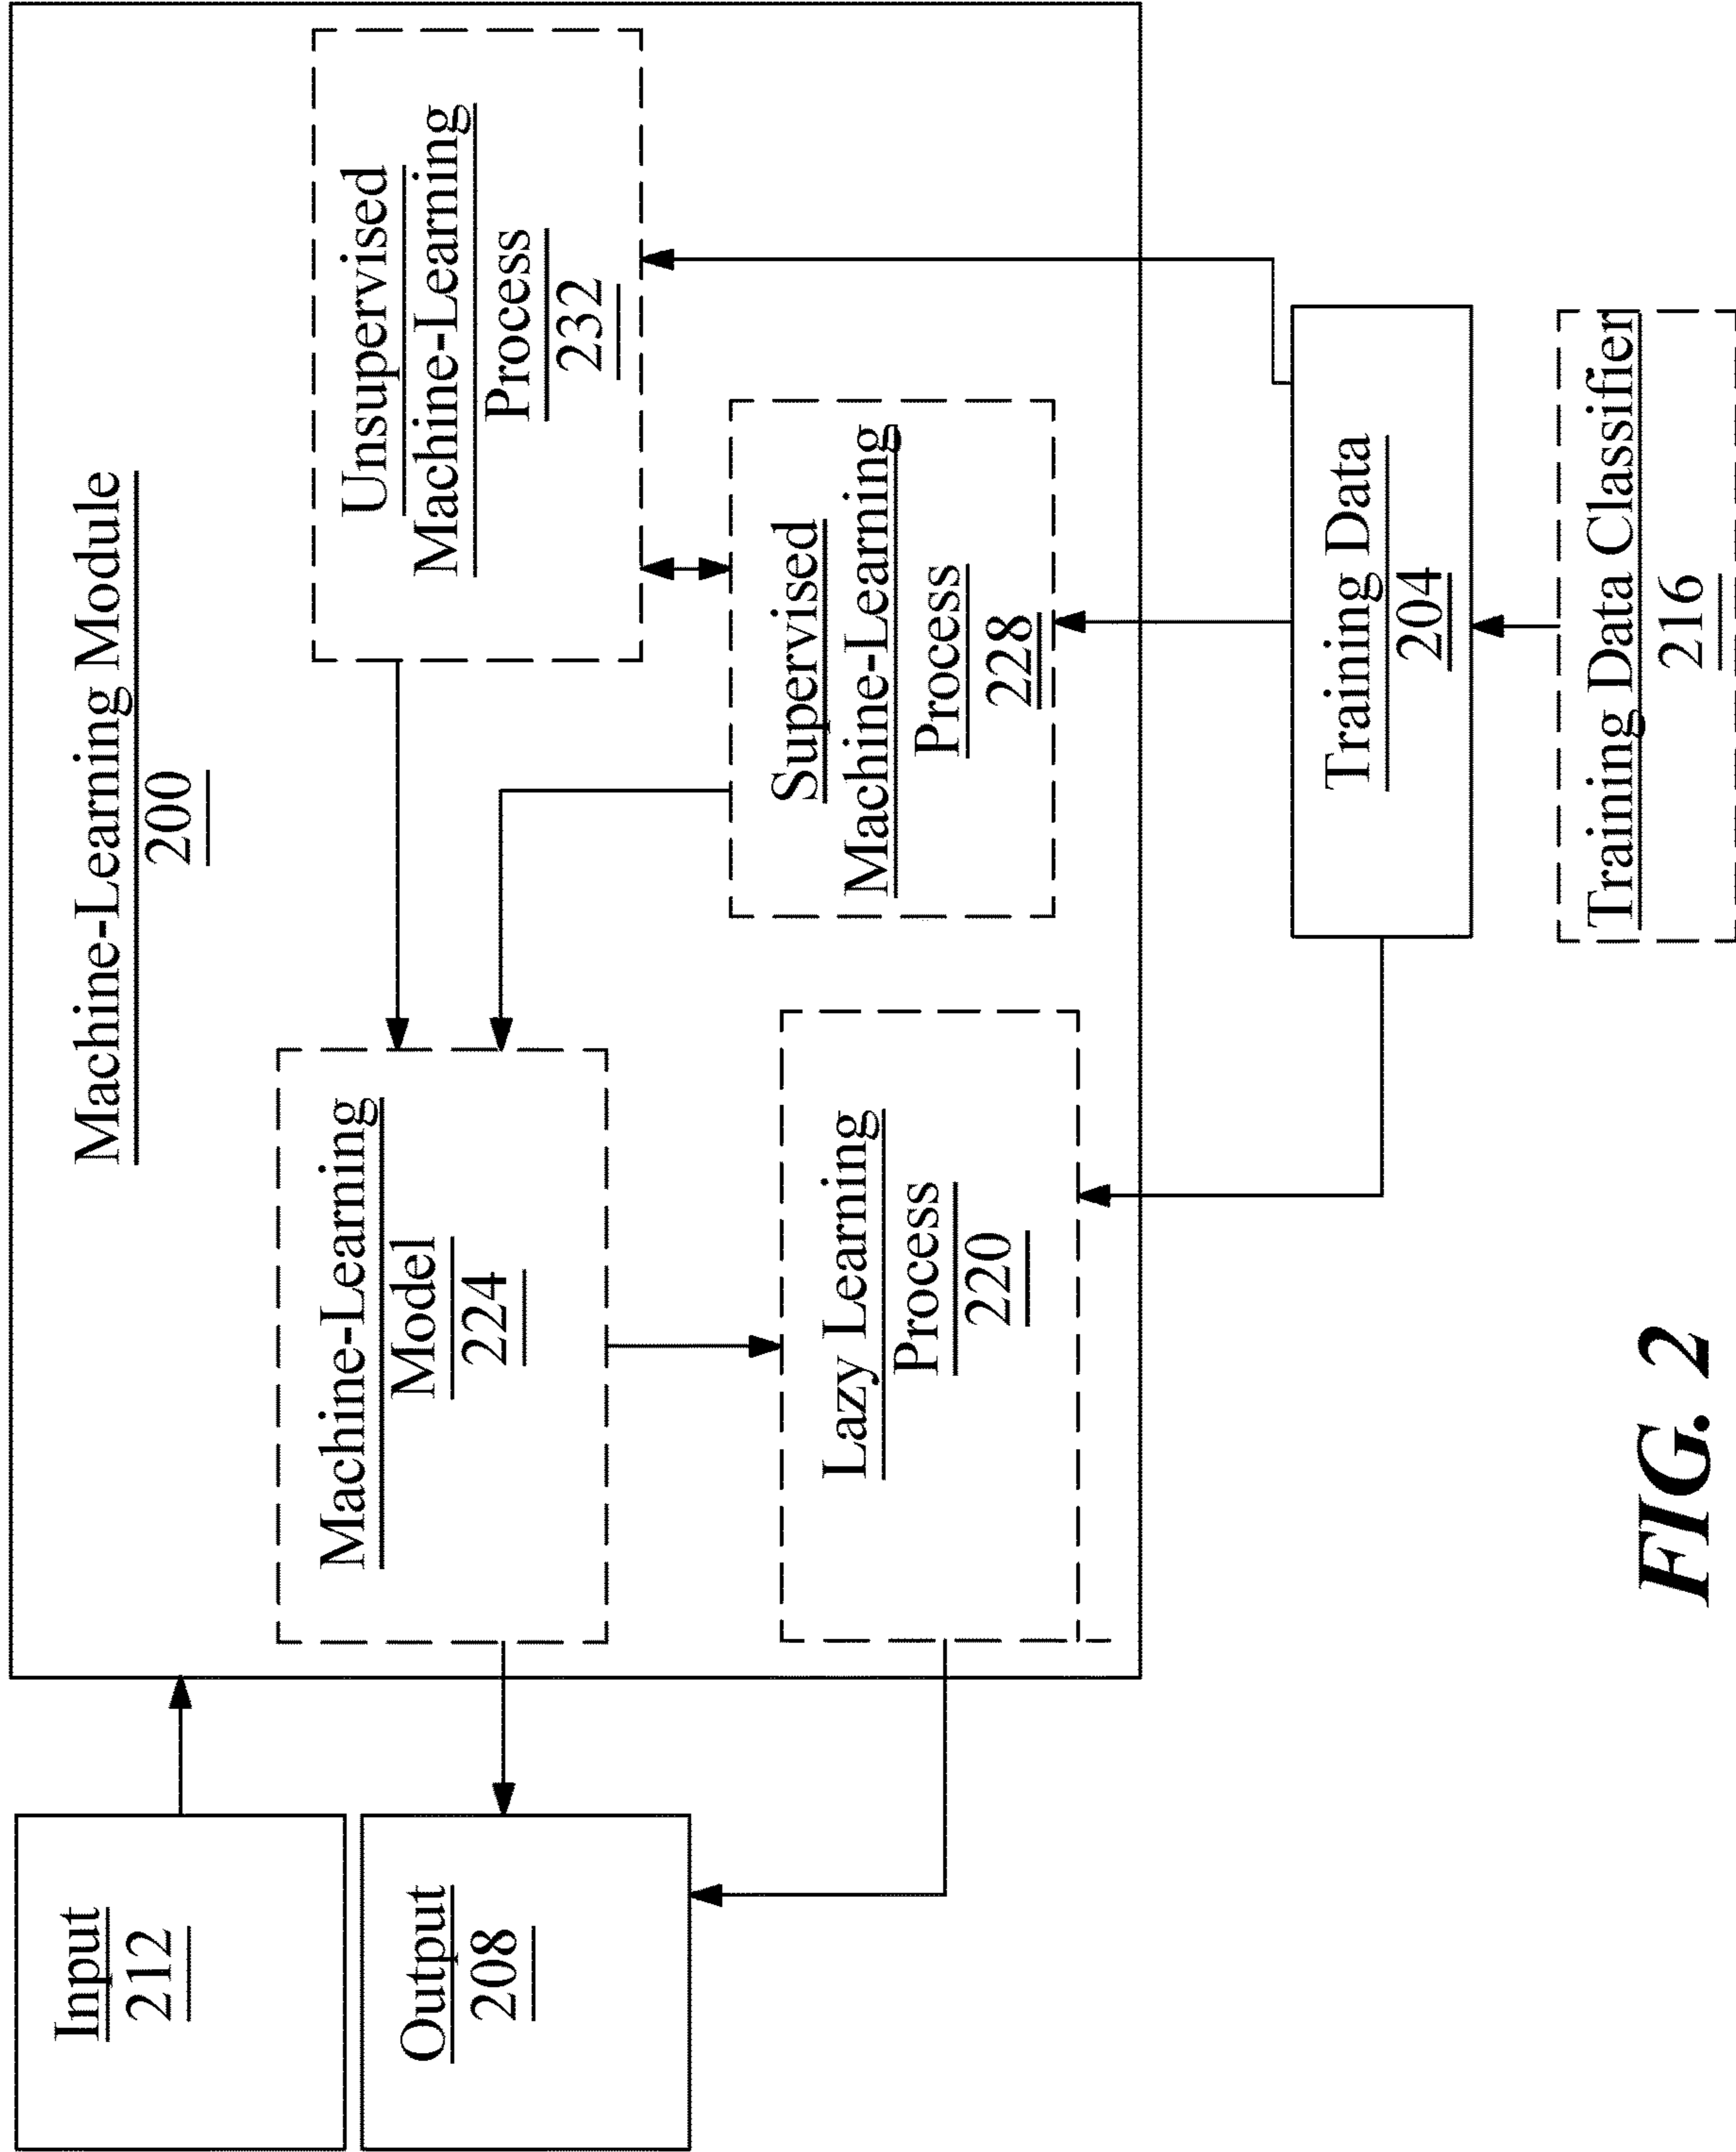 Machine-Learning Module
200
Input
212
Output
208
Machine-Learning
Model
224
Unsupervised
Machine-Learning
Process
232
Lazy Learning
Process
220
Supervised
Machine-Learning
Process
228
Training Data
204
Training Data Classifier
216
FIG. 2